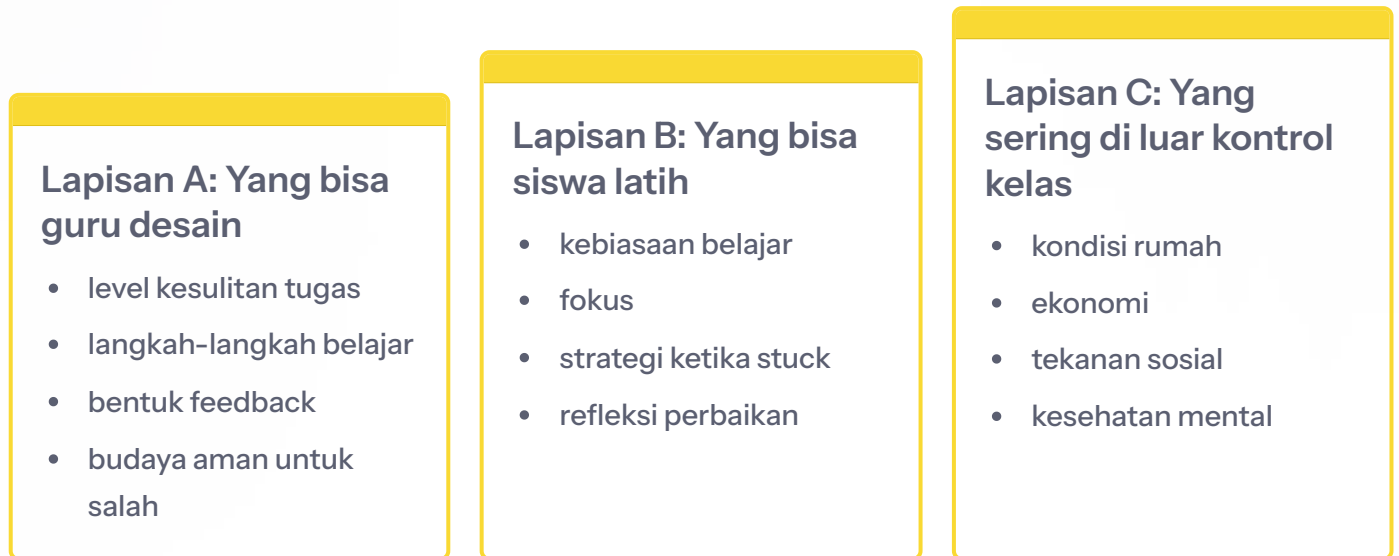 Lapisan A: Yang bisa
guru desain
• level kesulitan tugas
• langkah-langkah belajar
• bentuk feedback
• budaya aman untuk
salah
Lapisan B: Yang bisa
siswa latih
• kebiasaan belajar
• fokus
• strategi ketika stuck
• refleksi perbaikan
Lapisan C: Yang
sering di luar kontrol
kelas
• kondisi rumah
• ekonomi
• tekanan sosial
• kesehatan mental